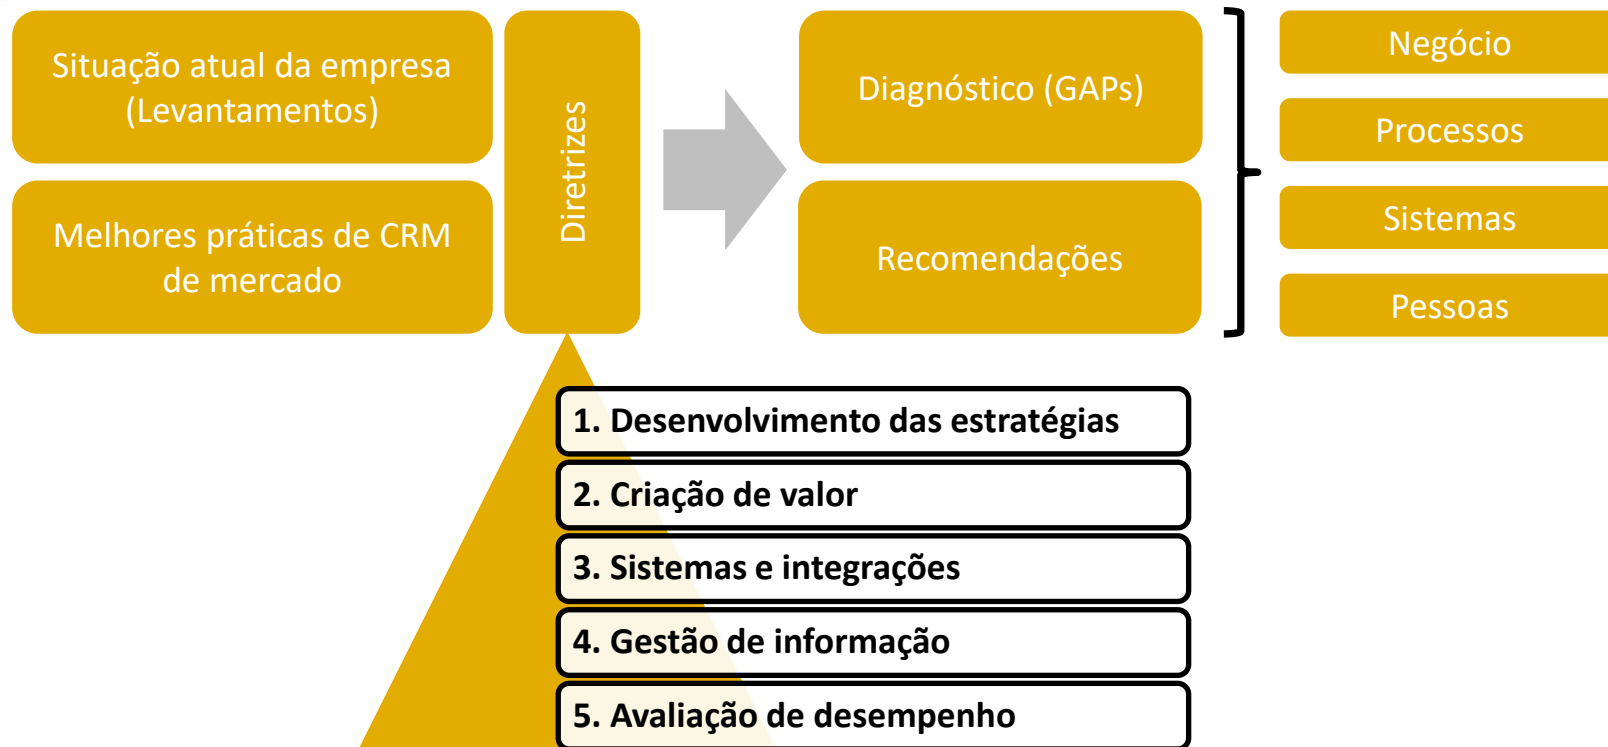 Situação atual da empresa
(Levantamentos)
Melhores práticas de CRM
de mercado
Diretrizes
Diagnóstico (GAPs)
Recomendações
Negócio
Processos
Sistemas
Pessoas
1. Desenvolvimento das estratégias
2. Criação de valor
3. Sistemas e integrações
4. Gestão de informação
5. Avaliação de desempenho